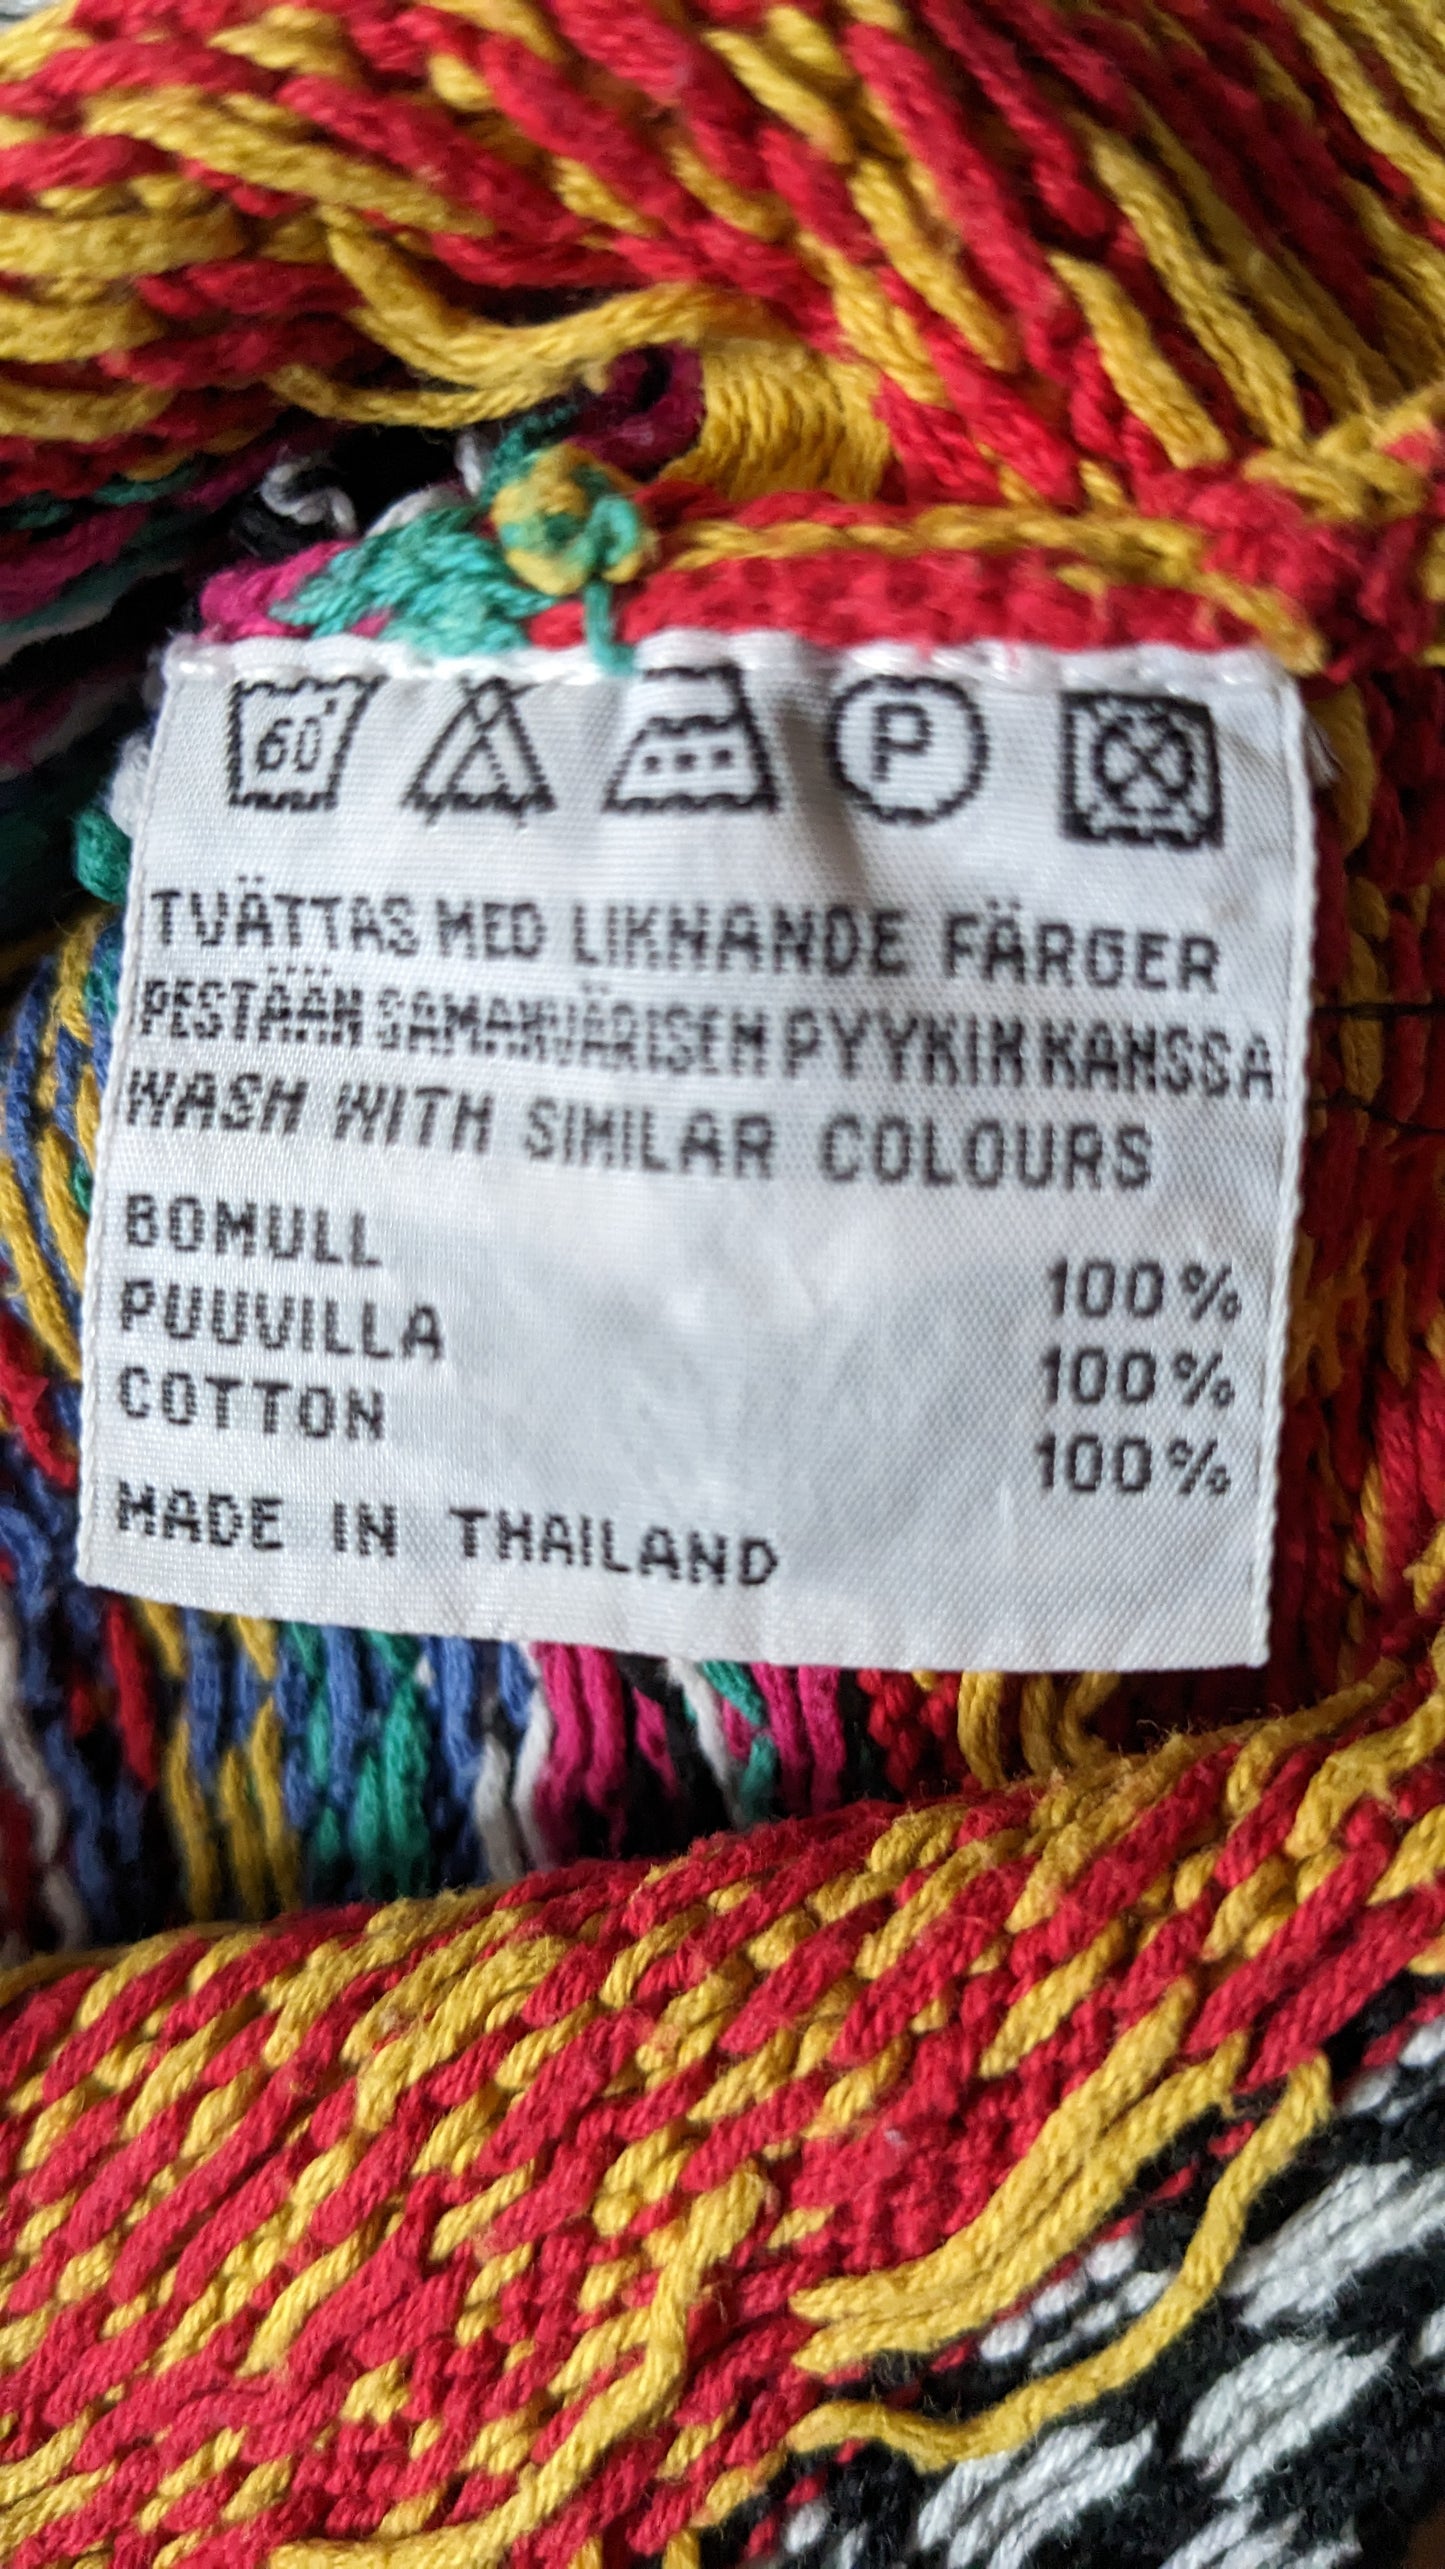 60° P
TVÄTTAS MED LIKNANDE FÄRGER
PESTÄÄN SAMANVÄRISEN PYYKIN KANSSA
WASH WITH SIMILAR COLOURS
BOMULL 100%
PUUVILLA 100%
COTTON 100%
MADE IN THAILAND